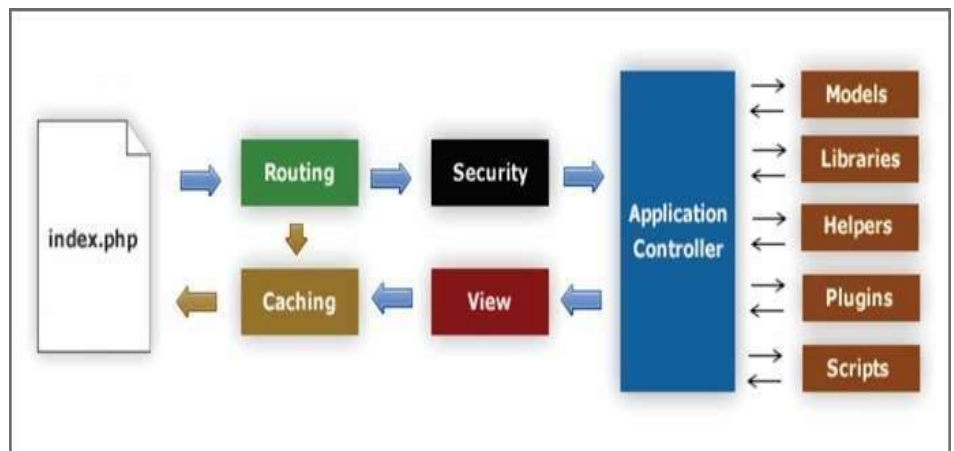 index.php
Routing
Security
Caching
View
Application
Controller
Models
Libraries
Helpers
Plugins
Scripts